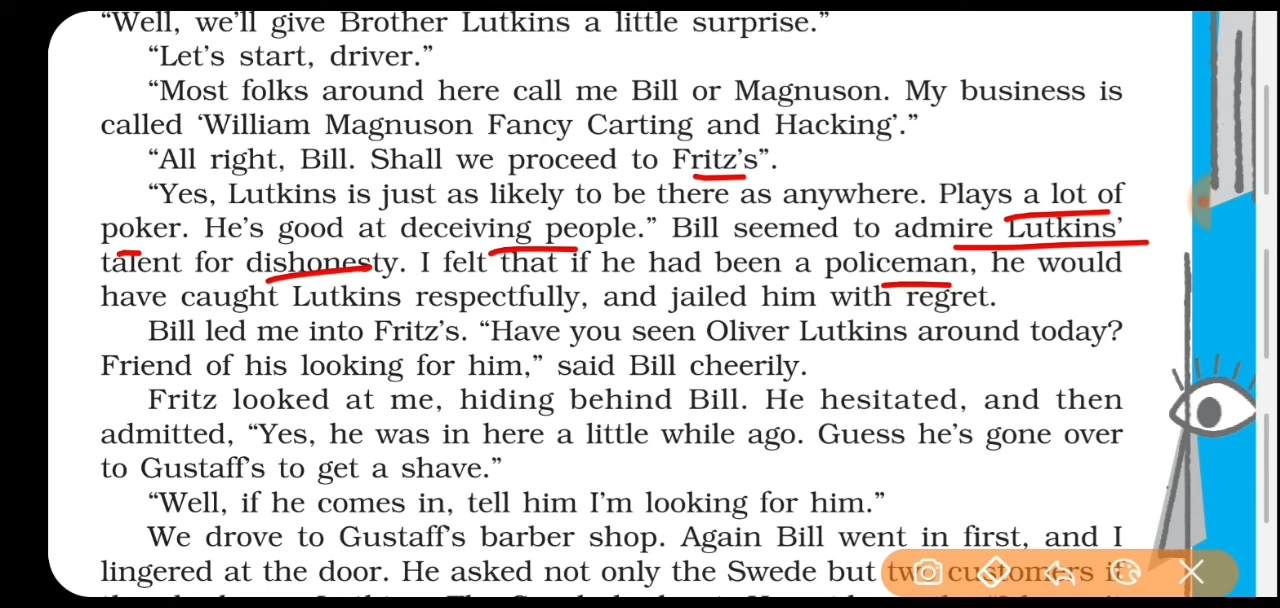 “Well, we’ll give Brother Lutkins a little surprise.”
“Let’s start, driver.”
“Most folks around here call me Bill or Magnuson. My business is
called ‘William Magnuson Fancy Carting and Hacking’.”
“All right, Bill. Shall we proceed to Fritz’s”.
“Yes, Lutkins is just as likely to be there as anywhere. Plays a lot of
poker. He’s good at deceiving people.” Bill seemed to admire Lutkins’
talent for dishonesty. I felt that if he had been a policeman, he would
have caught Lutkins respectfully, and jailed him with regret.
Bill led me into Fritz’s. “Have you seen Oliver Lutkins around today?
Friend of his looking for him,” said Bill cheerily.
Fritz looked at me, hiding behind Bill. He hesitated, and then
admitted, “Yes, he was in here a little while ago. Guess he’s gone over
to Gustaff’s to get a shave.”
“Well, if he comes in, tell him I’m looking for him.”
We drove to Gustaff’s barber shop. Again Bill went in first, and I
lingered at the door. He asked not only the Swede but two customers if